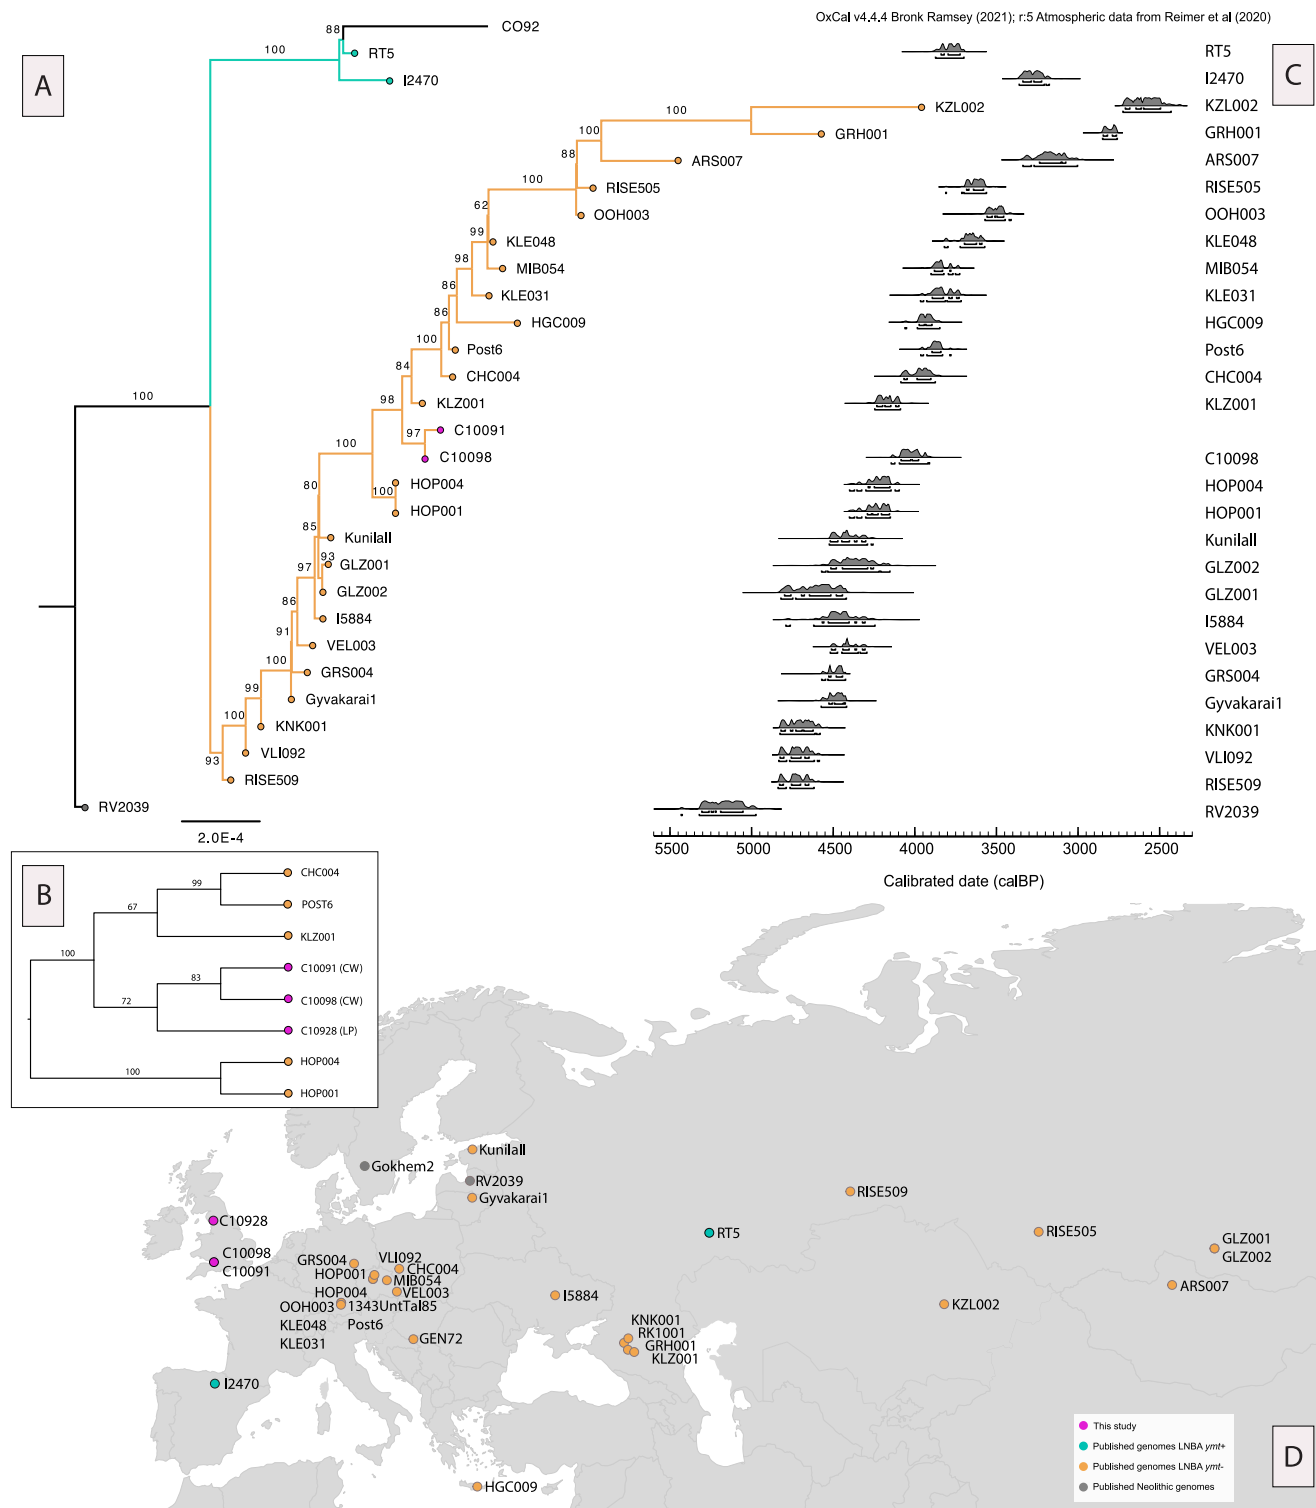 OxCal v4.4.4 Bronk Ramsey (2021); r:5 Atmospheric data from Reimer et al (2020)
A
CO92
RT5
I2470
KZL002
GRH001
ARS007
RISE505
OOH003
KLE048
MIB054
KLE031
HGC009
Post6
CHC004
KLZ001
C10091
C10098
HOP004
HOP001
KunilaII
GLZ001
GLZ002
I5884
VEL003
GRS004
Gyvakarai1
KNK001
VLI092
RISE509
RV2039
88
100
100
100
88
100
62
99
98
86
86
100
84
98
97
100
100
80
85
93
97
86
91
100
99
100
93
100
2.0E-4
C
RT5
I2470
KZL002
GRH001
ARS007
RISE505
OOH003
KLE048
MIB054
KLE031
HGC009
Post6
CHC004
KLZ001
C10098
HOP004
HOP001
KunilaII
GLZ002
GLZ001
I5884
VEL003
GRS004
Gyvakarai1
KNK001
VLI092
RISE509
RV2039
5500 5000 4500 4000 3500 3000 2500
Calibrated date (calBP)
B
CHC004
POST6
KLZ001
C10091 (CW)
C10098 (CW)
C10928 (LP)
HOP004
HOP001
99
67
100
83
72
100
KunilaII
Gokhem2
RV2039
Gyvakarai1
RISE509
C10928
RT5
RISE505
GLZ001
GLZ002
C10098
C10091
GRS004
VLI092
HOP001
CHC004
MIB054
HOP004
VEL003
OOH003
1343UntTal85
KLE048
Post6
KLE031
I5884
ARS007
KZL002
GEN72
KNK001
RK1001
GRH001
KLZ001
I2470
HGC009
This study
Published genomes LNBA ymt+
Published genomes LNBA ymt-
Published Neolithic genomes
D